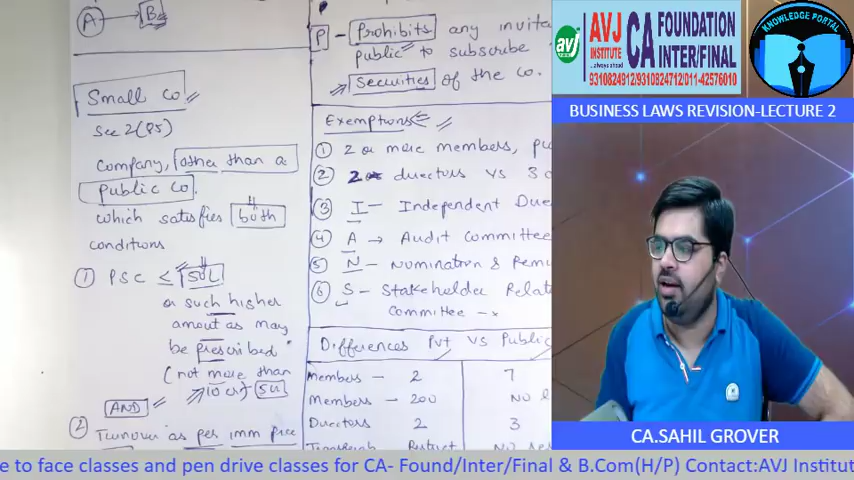 A → B
Small Co
Sec 2(85)
Company, other than a
public co.
which satisfies both
conditions
① PSC ≤ 50L
or such higher
amount as may
be prescribed
(not more than
10 cr)
AND
② Turnover as per imm
P - Prohibits any
public to subscribe
Securities of the Co.
Exemptions
① 2 or more members,
② 2 directors VS 3
③ I - Independent
④ A → Audit Committee
⑤ N - Nomination &
⑥ S - Stakeholder
Committee - x
Differences Pvt VS Public
Members - 2 7
Members - 200 NO
Directors 2 3
Restrict NO
avj
AVJ
INSTITUTE
...always ahead
CA FOUNDATION
INTER/FINAL
9310824912/9310824712/011-42576010
KNOWLEDGE PORTAL
BUSINESS LAWS REVISION-LECTURE 2
CA.SAHIL GROVER
e to face classes and pen drive classes for CA- Found/Inter/Final & B.Com(H/P) Contact:AVJ Institut